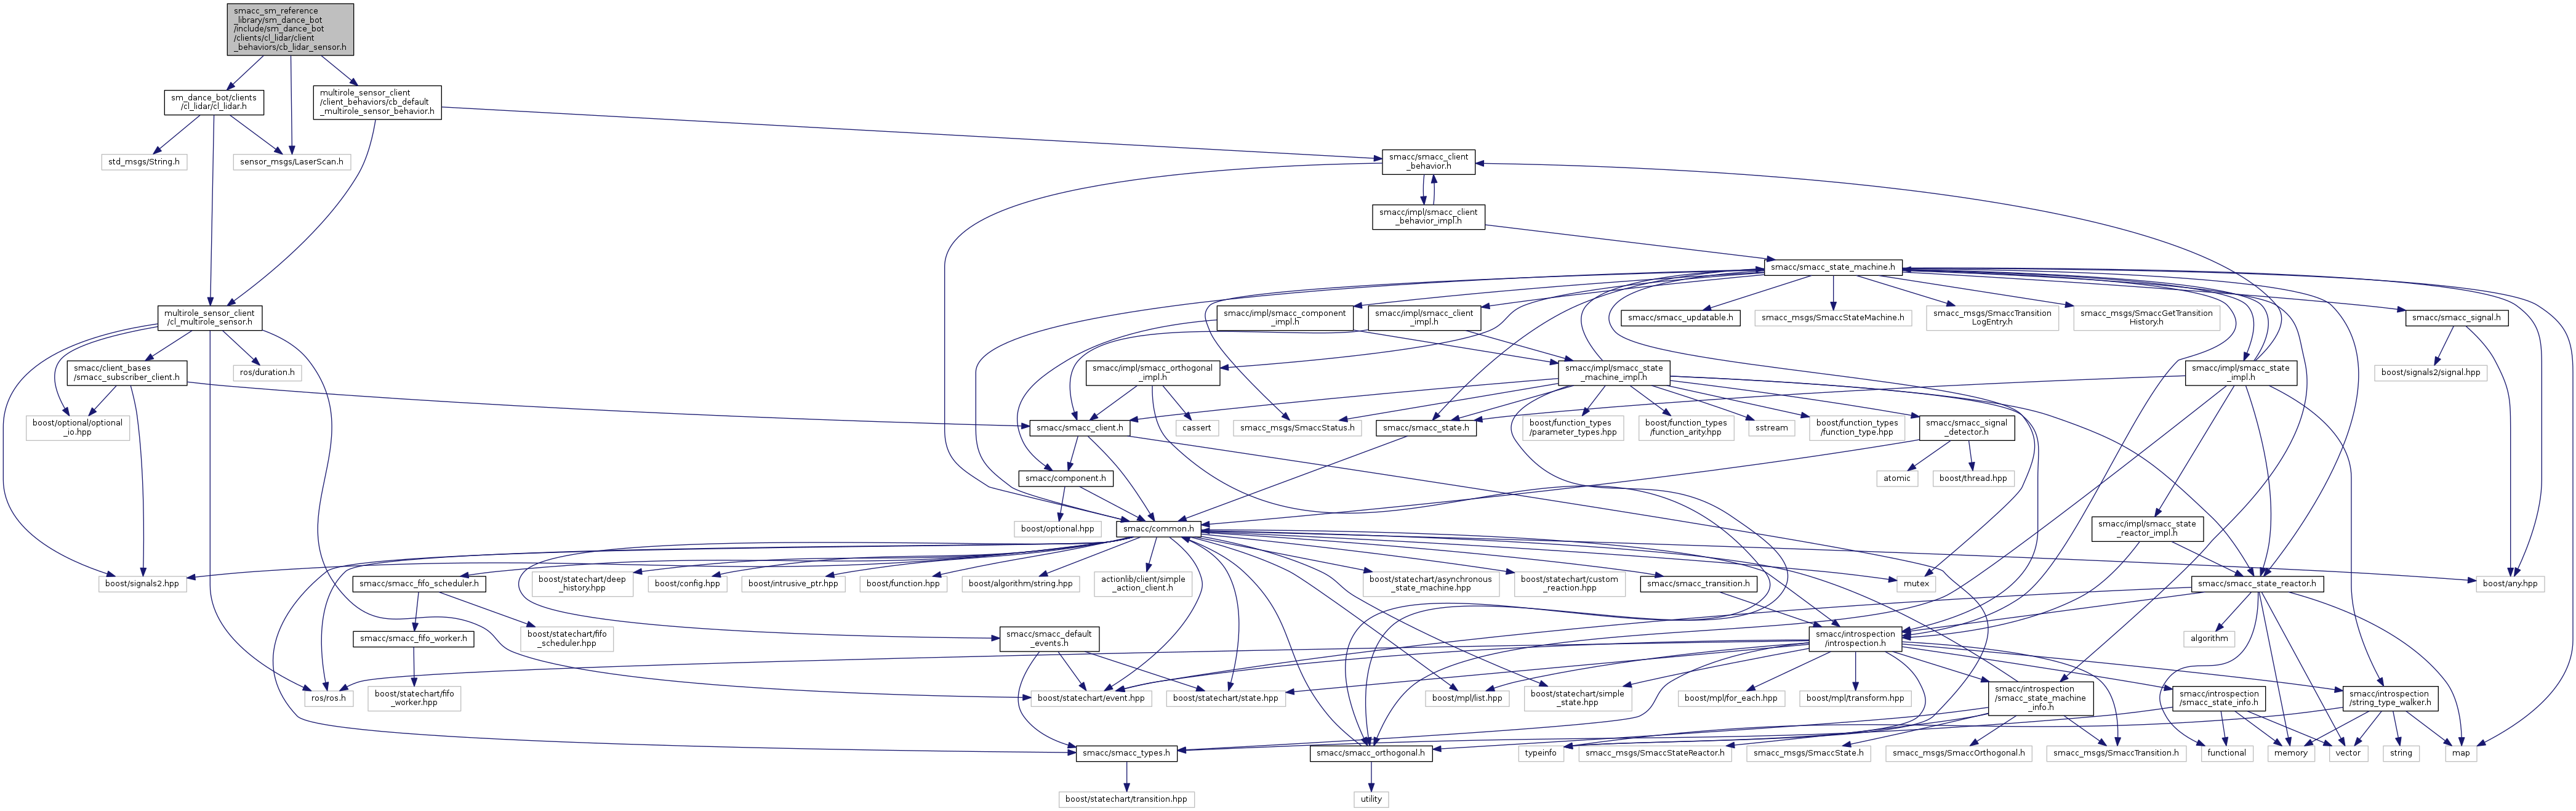 smacc_sm_reference
_library/sm_dance_bot
/include/sm_dance_bot
/clients/cl_lidar/client
_behaviors/cb_lidar_sensor.h
sm_dance_bot/clients
/cl_lidar/cl_lidar.h
multirole_sensor_client
/client_behaviors/cb_default
_multirole_sensor_behavior.h
std_msgs/String.h
sensor_msgs/LaserScan.h
smacc/smacc_client
_behavior.h
smacc/impl/smacc_client
_behavior_impl.h
smacc/smacc_state_machine.h
multirole_sensor_client
/cl_multirole_sensor.h
smacc/impl/smacc_component
_impl.h
smacc/impl/smacc_client
_impl.h
smacc/smacc_updatable.h
smacc_msgs/SmaccStateMachine.h
smacc_msgs/SmaccTransition
LogEntry.h
smacc_msgs/SmaccGetTransition
History.h
smacc/smacc_signal.h
smacc/client_bases
/smacc_subscriber_client.h
ros/duration.h
smacc/impl/smacc_orthogonal
_impl.h
smacc/impl/smacc_state
_machine_impl.h
smacc/impl/smacc_state
_impl.h
boost/signals2/signal.hpp
boost/optional/optional
_io.hpp
smacc/smacc_client.h
cassert
smacc_msgs/SmaccStatus.h
smacc/smacc_state.h
boost/function_types
/parameter_types.hpp
boost/function_types
/function_arity.hpp
sstream
boost/function_types
/function_type.hpp
smacc/smacc_signal
_detector.h
smacc/component.h
atomic
boost/thread.hpp
boost/optional.hpp
smacc/common.h
smacc/impl/smacc_state
_reactor_impl.h
boost/signals2.hpp
smacc/smacc_fifo_scheduler.h
boost/statechart/deep
_history.hpp
boost/config.hpp
boost/intrusive_ptr.hpp
boost/function.hpp
boost/algorithm/string.hpp
actionlib/client/simple
_action_client.h
boost/statechart/asynchronous
_state_machine.hpp
boost/statechart/custom
_reaction.hpp
smacc/smacc_transition.h
mutex
smacc/smacc_state_reactor.h
boost/any.hpp
smacc/smacc_fifo_worker.h
boost/statechart/fifo
_scheduler.hpp
smacc/smacc_default
_events.h
smacc/introspection
/introspection.h
algorithm
ros/ros.h
boost/statechart/fifo
_worker.hpp
boost/statechart/event.hpp
boost/statechart/state.hpp
boost/mpl/list.hpp
boost/statechart/simple
_state.hpp
boost/mpl/for_each.hpp
boost/mpl/transform.hpp
smacc/introspection
/smacc_state_machine
_info.h
smacc/introspection
/smacc_state_info.h
smacc/introspection
/string_type_walker.h
smacc/smacc_types.h
smacc/smacc_orthogonal.h
typeinfo
smacc_msgs/SmaccStateReactor.h
smacc_msgs/SmaccState.h
smacc_msgs/SmaccOrthogonal.h
smacc_msgs/SmaccTransition.h
functional
memory
vector
string
map
boost/statechart/transition.hpp
utility